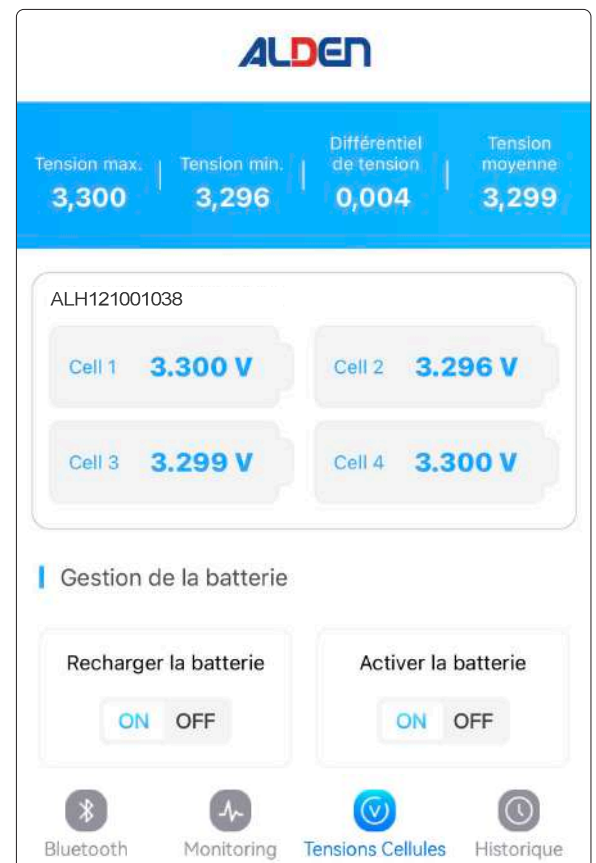 ALDEN
Tension max.
3,300
Tension min.
3,296
Différentiel
de tension
0,004
Tension
moyenne
3,299
ALH121001038
Cell 1 3.300 V
Cell 2 3.296 V
Cell 3 3.299 V
Cell 4 3.300 V
Gestion de la batterie
Recharger la batterie
ON OFF
Activer la batterie
ON OFF
Bluetooth
Monitoring
Tensions Cellules
Historique